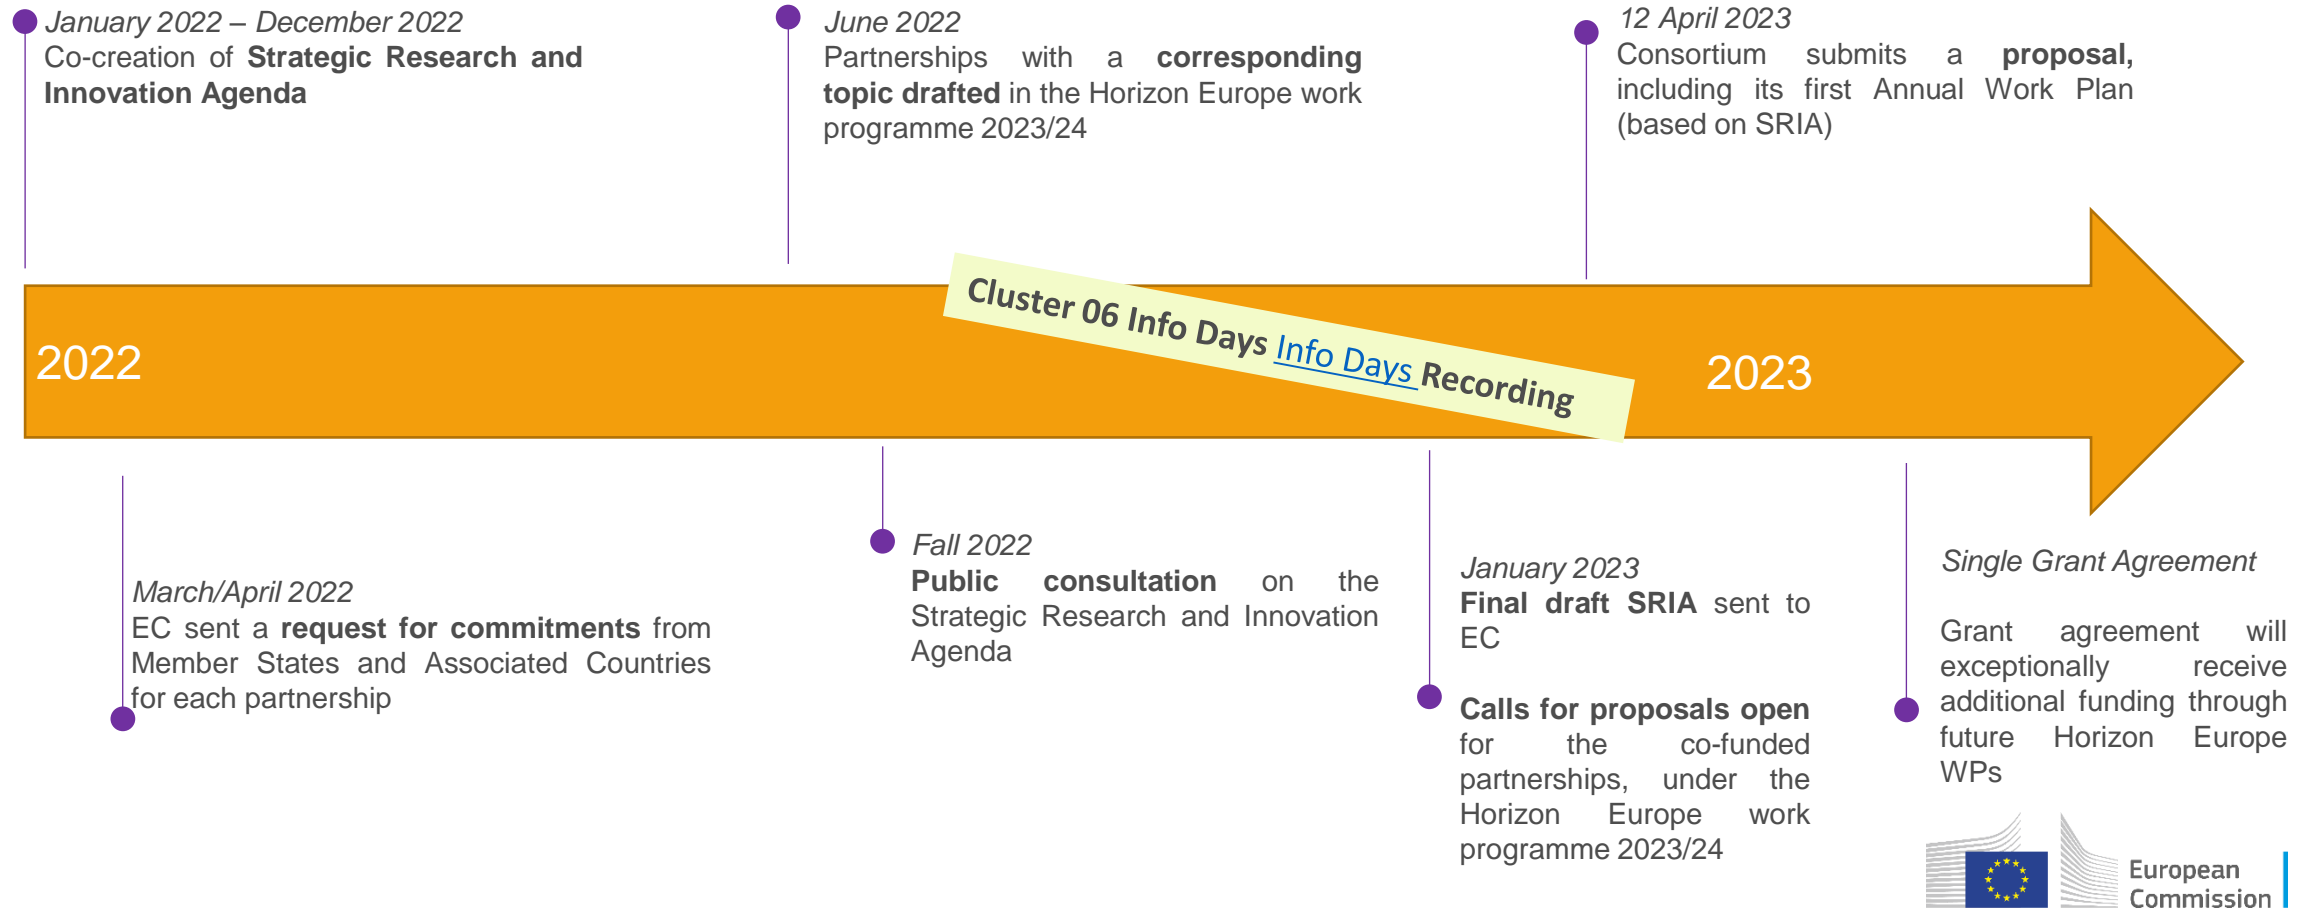 January 2022 – December 2022
Co-creation of Strategic Research and
Innovation Agenda
June 2022
Partnerships with a corresponding
topic drafted in the Horizon Europe work
programme 2023/24
12 April 2023
Consortium submits a proposal,
including its first Annual Work Plan
(based on SRIA)
2022
Cluster 06 Info Days Info Days Recording
2023
March/April 2022
EC sent a request for commitments from
Member States and Associated Countries
for each partnership
Fall 2022
Public consultation on the
Strategic Research and Innovation
Agenda
January 2023
Final draft SRIA sent to
EC
Calls for proposals open
for the co-funded
partnerships, under the
Horizon Europe work
programme 2023/24
Single Grant Agreement
Grant agreement will
exceptionally receive
additional funding through
future Horizon Europe
WPs
European
Commission